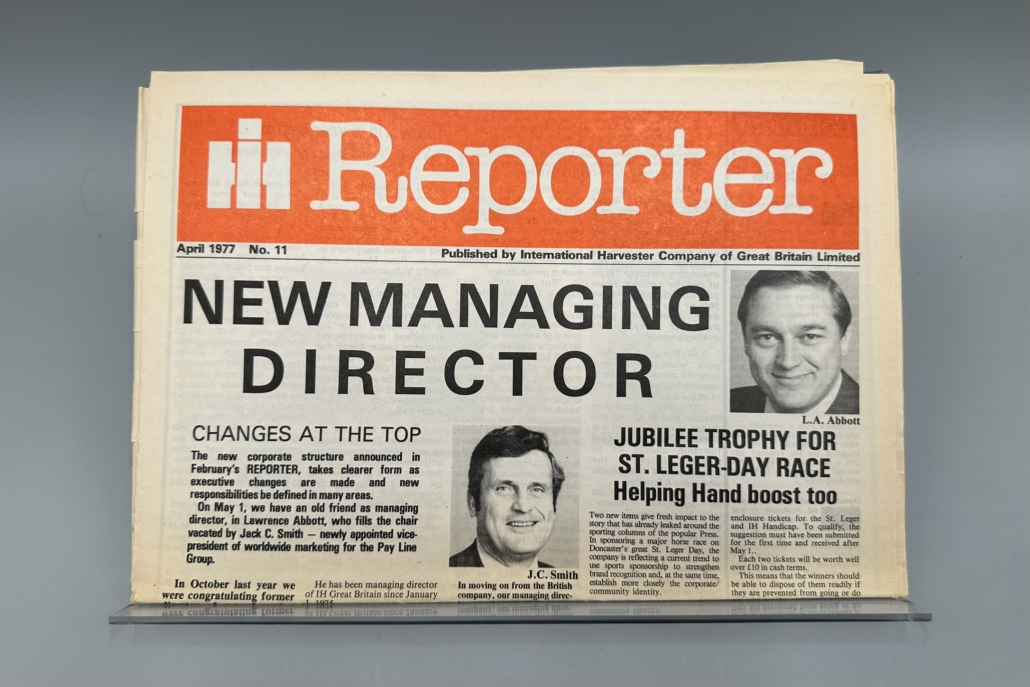 IH Reporter
April 1977 No. 11
Published by International Harvester Company of Great Britain Limited
NEW MANAGING
DIRECTOR
L.A. Abbott
CHANGES AT THE TOP
The new corporate structure announced in
February's REPORTER, takes clearer form as
executive changes are made and new
responsibilities be defined in many areas.
On May 1, we have an old friend as managing
director, in Lawrence Abbott, who fills the chair
vacated by Jack C. Smith — newly appointed vice-
president of worldwide marketing for the Pay Line
Group.
In October last year we
were congratulating former
He has been managing director
of IH Great Britain since January
J.C. Smith
In moving on from the British
company, our managing direc-
JUBILEE TROPHY FOR
ST. LEGER-DAY RACE
Helping Hand boost too
Two new items give fresh impact to the
story that has already leaked around the
sporting columns of the popular Press.
In sponsoring a major horse race on
Doncaster's great St. Leger Day, the
company is reflecting a current trend to
use sports sponsorship to strengthen
brand recognition and, at the same time,
establish more closely the corporate/
community identity.
enclosure tickets for the St. Leger
and IH Handicap. To qualify, the
suggestion must have been submitted
for the first time and received after
May 1.
Each two tickets will be worth well
over £10 in cash terms.
This means that the winners should
be able to dispose of them readily if
they are prevented from going or do